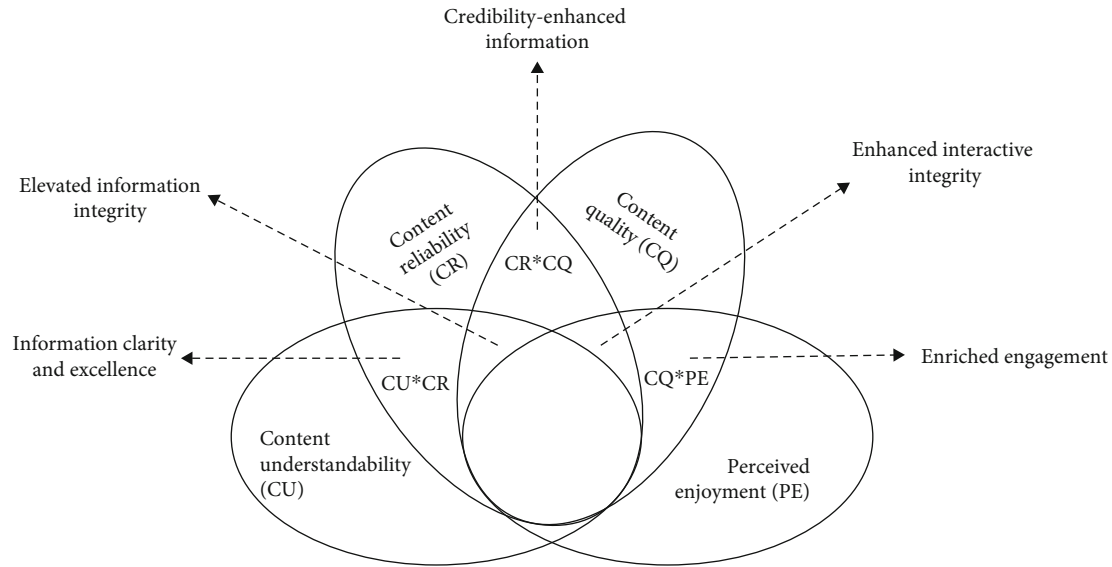 Credibility-enhanced
information
Enhanced interactive
integrity
Elevated information
integrity
Content
reliability
(CR)
Content
quality (CQ)
CR*CQ
Information clarity
and excellence
Enriched engagement
CU*CR
CQ*PE
Content
understandability
(CU)
Perceived
enjoyment (PE)